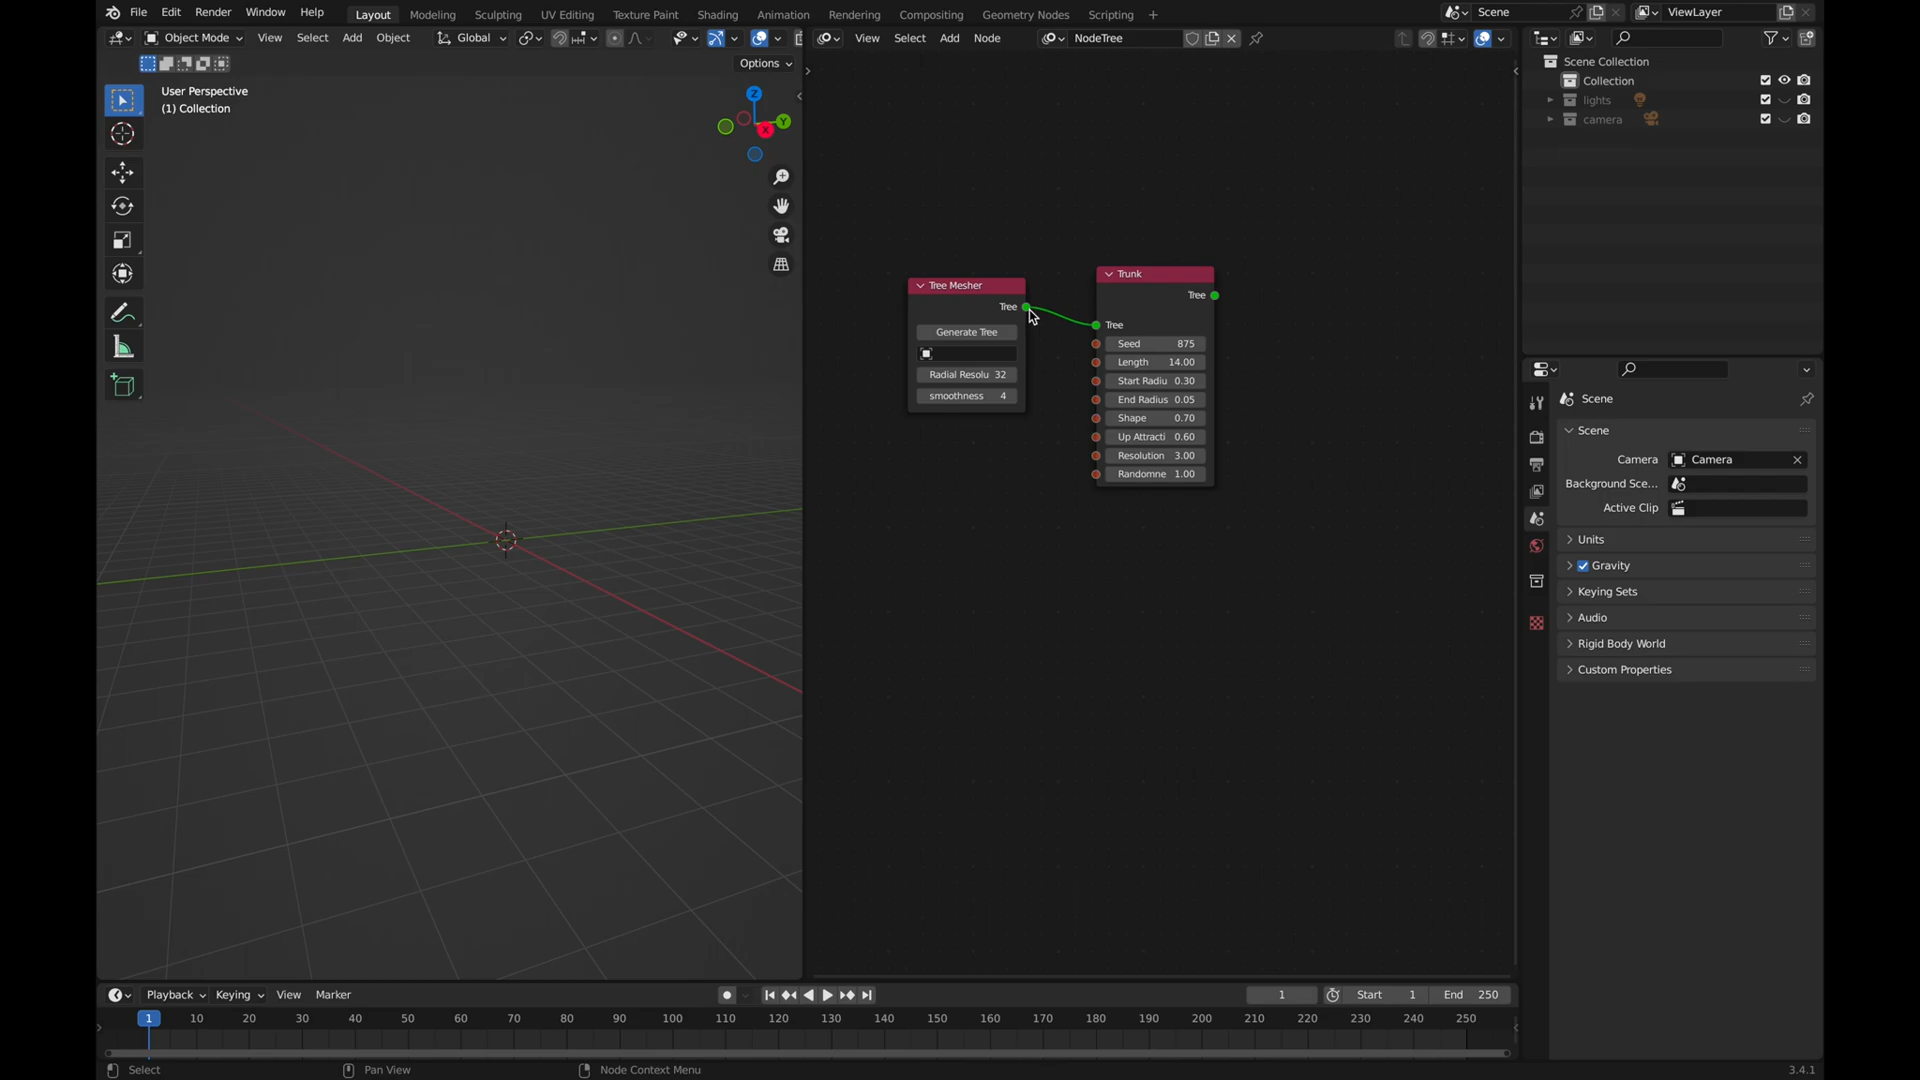 File Edit Render Window Help Layout Modeling Sculpting UV Editing Texture Paint Shading Animation Rendering Compositing Geometry Nodes Scripting + Scene ViewLayer
Object Mode View Select Add Object Global View Select Add Node NodeTree
Options
User Perspective
(1) Collection
Z
Y
X
Scene Collection
Collection
lights
camera
Tree Mesher
Tree
Generate Tree
Radial Resolu 32
smoothness 4
Trunk
Tree
Tree
Seed 875
Length 14.00
Start Radiu 0.30
End Radius 0.05
Shape 0.70
Up Attracti 0.60
Resolution 3.00
Randomne 1.00
Scene
Scene
Camera Camera
Background Sce...
Active Clip
Units
Gravity
Keying Sets
Audio
Rigid Body World
Custom Properties
Playback Keying View Marker 1 Start 1 End 250
1 10 20 30 40 50 60 70 80 90 100 110 120 130 140 150 160 170 180 190 200 210 220 230 240 250
Select Pan View Node Context Menu 3.4.1